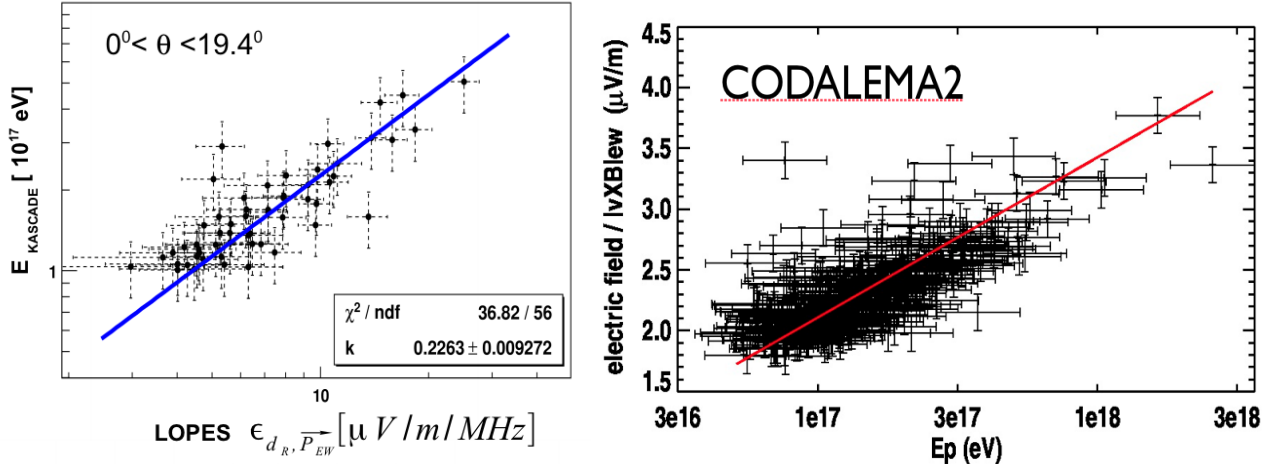 0⁰< θ <19.4⁰
E KASCADE [ 10¹⁷ eV]
1
χ² / ndf 36.82 / 56
k 0.2263 ± 0.009272
10
LOPES ϵ d R, P EW [μ V / m / MHz]
CODALEMA2
electric field / |vXB|ew (μV/m)
4.5
4.0
3.5
3.0
2.5
2.0
1.5
3e16 1e17 3e17 1e18 3e18
Ep (eV)